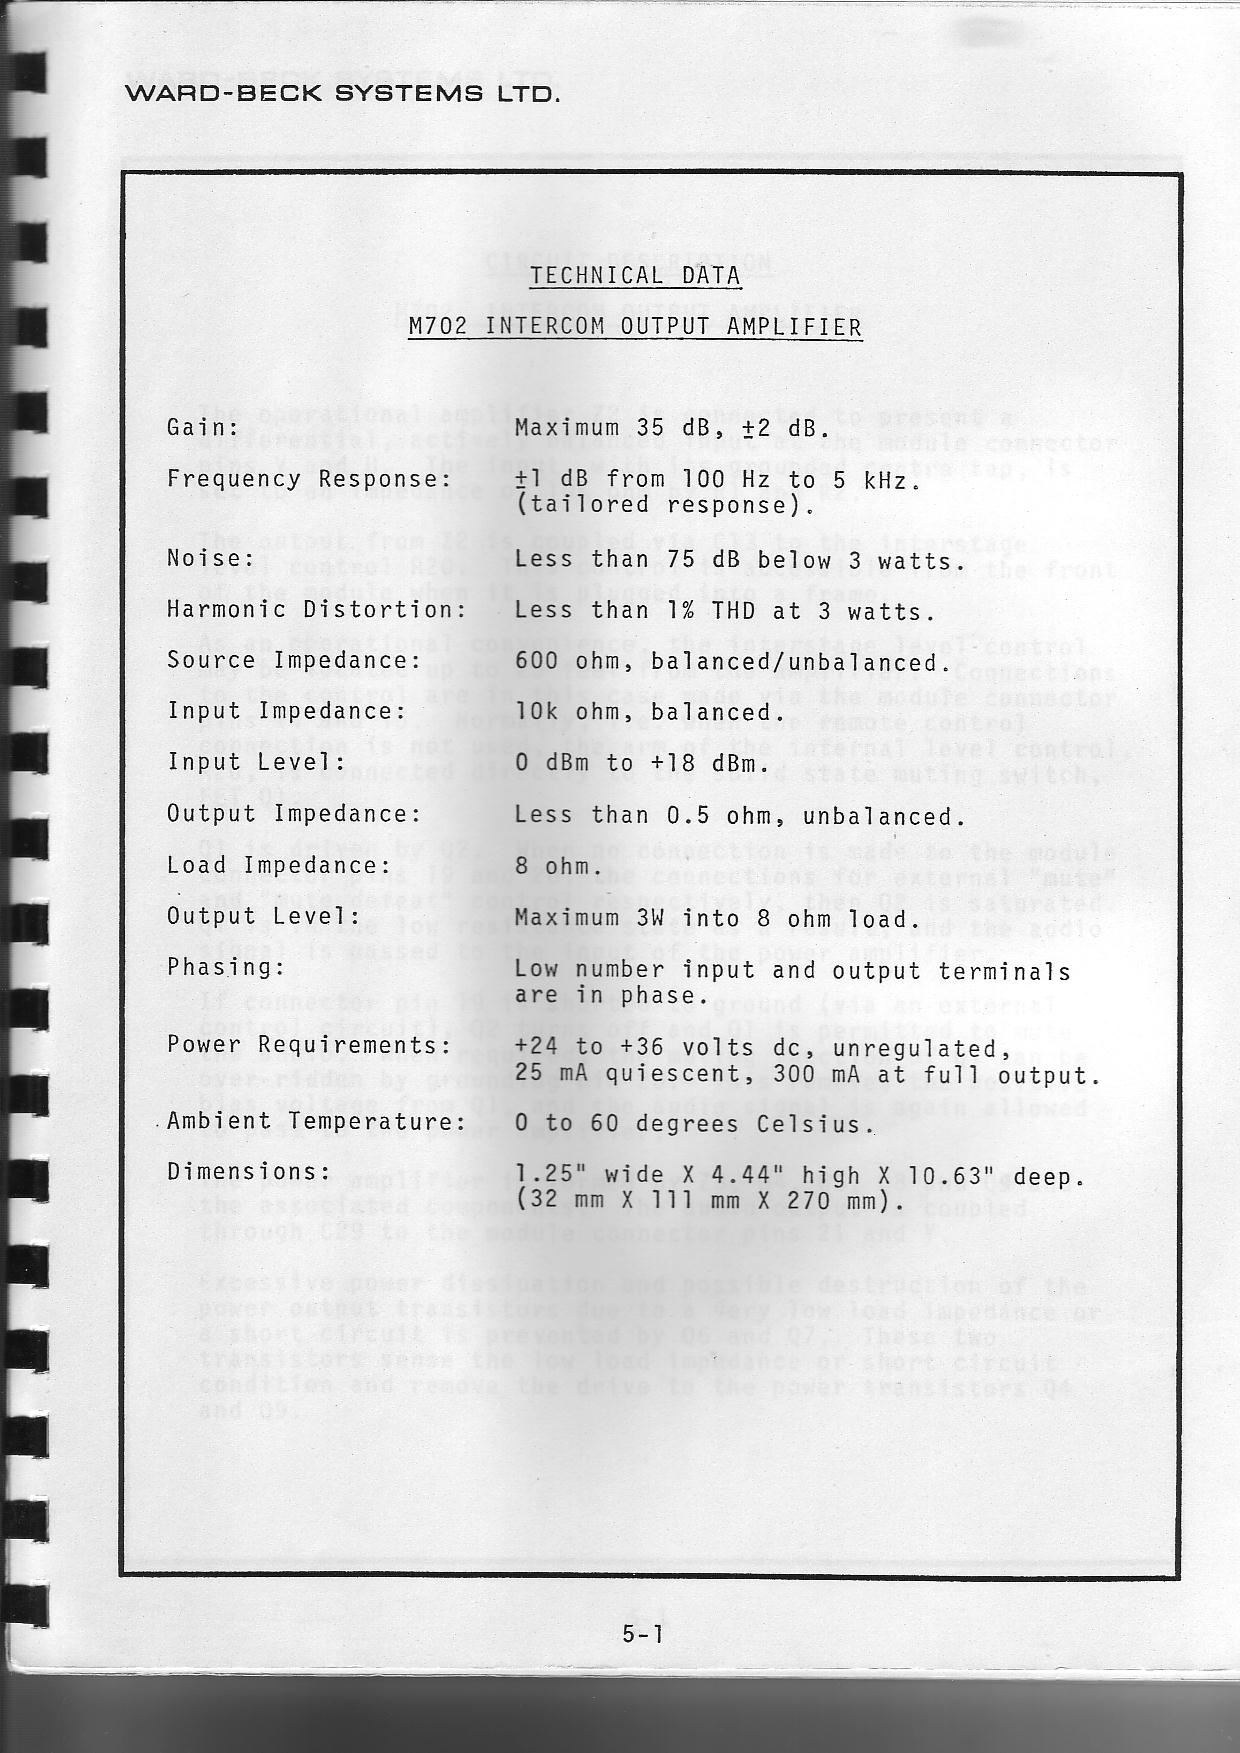 WARD-BECK SYSTEMS LTD.
TECHNICAL DATA
M702 INTERCOM OUTPUT AMPLIFIER
Gain: Maximum 35 dB, ±2 dB.
Frequency Response: ±1 dB from 100 Hz to 5 kHz.
(tailored response).
Noise: Less than 75 dB below 3 watts.
Harmonic Distortion: Less than 1% THD at 3 watts.
Source Impedance: 600 ohm, balanced/unbalanced.
Input Impedance: 10k ohm, balanced.
Input Level: 0 dBm to +18 dBm.
Output Impedance: Less than 0.5 ohm, unbalanced.
Load Impedance: 8 ohm.
Output Level: Maximum 3W into 8 ohm load.
Phasing: Low number input and output terminals
are in phase.
Power Requirements: +24 to +36 volts dc, unregulated,
25 mA quiescent, 300 mA at full output.
Ambient Temperature: 0 to 60 degrees Celsius.
Dimensions: 1.25" wide X 4.44" high X 10.63" deep.
(32 mm X 111 mm X 270 mm).
5-1